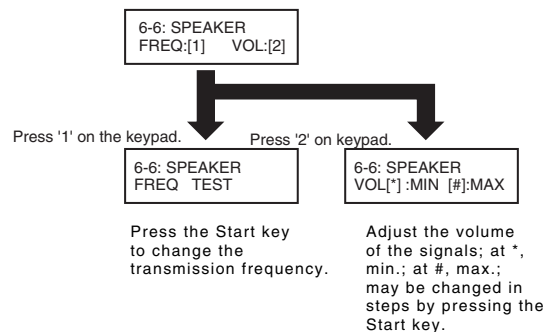 6-6: SPEAKER
FREQ:[1] VOL:[2]
Press '1' on the keypad.
Press '2' on keypad.
6-6: SPEAKER
FREQ TEST
6-6: SPEAKER
VOL[*] :MIN [#]:MAX
Press the Start key
to change the
transmission frequency.
Adjust the volume
of the signals; at *,
min.; at #, max.;
may be changed in
steps by pressing the
Start key.